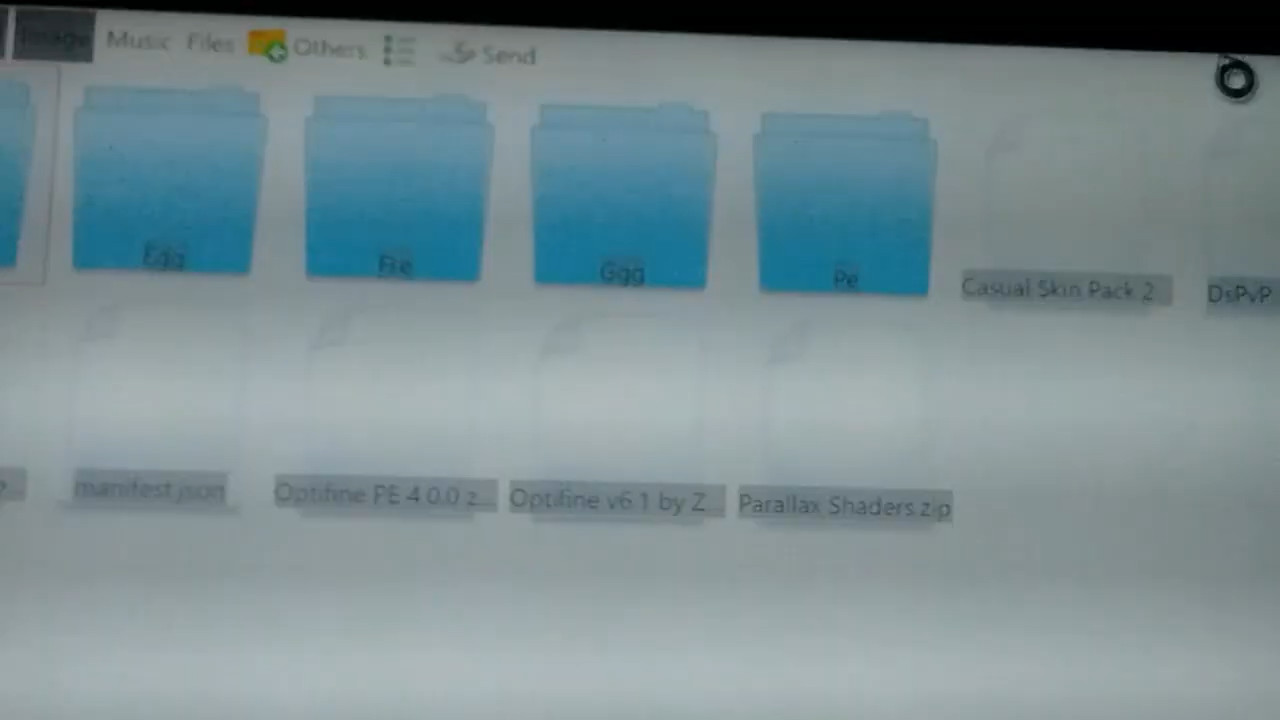 Image Music Files Others Send
Egg Fre Ggg Pe Casual Skin Pack 2 DsPvP
manifest.json Optifine PE 4 0.0 z... Optifine v6.1 by Z... Parallax Shaders.zip